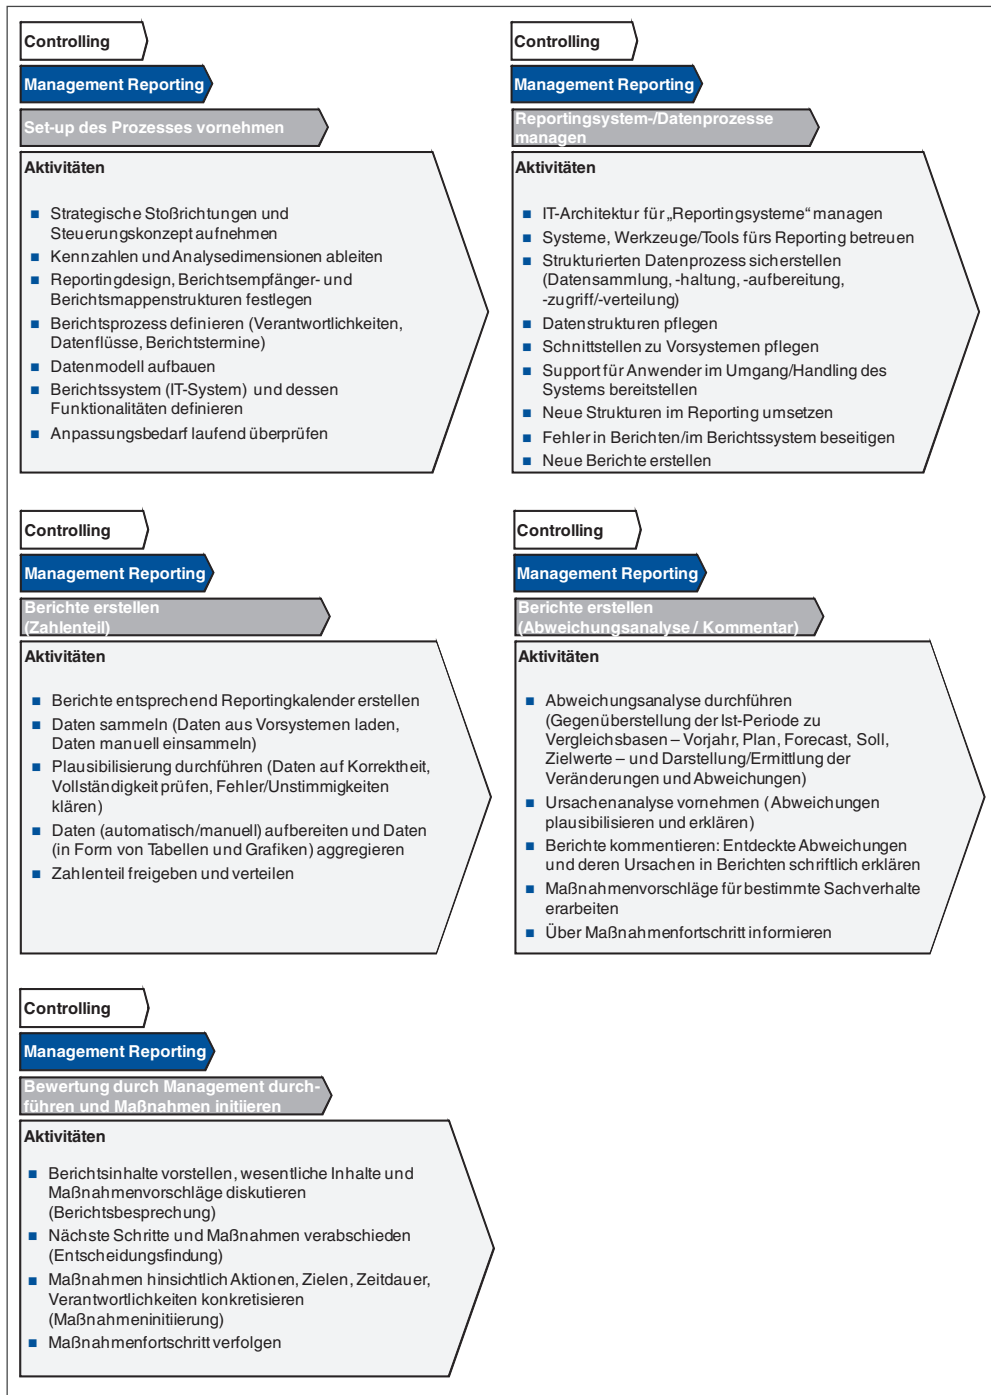 Controlling
Management Reporting
Set-up des Prozesses vornehmen
Aktivitäten
■ Strategische Stoßrichtungen und
Steuerungskonzept aufnehmen
■ Kennzahlen und Analysedimensionen ableiten
■ Reportingdesign, Berichtsempfänger- und
Berichtsmappenstrukturen festlegen
■ Berichtsprozess definieren (Verantwortlichkeiten,
Datenflüsse, Berichtstermine)
■ Datenmodell aufbauen
■ Berichtssystem (IT-System) und dessen
Funktionalitäten definieren
■ Anpassungsbedarf laufend überprüfen
Controlling
Management Reporting
Reportingsystem-/Datenprozesse
managen
Aktivitäten
■ IT-Architektur für „Reportingsysteme“ managen
■ Systeme, Werkzeuge/Tools fürs Reporting betreuen
■ Strukturierten Datenprozess sicherstellen
(Datensammlung, -haltung, -aufbereitung,
-zugriff/-verteilung)
■ Datenstrukturen pflegen
■ Schnittstellen zu Vorsystemen pflegen
■ Support für Anwender im Umgang/Handling des
Systems bereitstellen
■ Neue Strukturen im Reporting umsetzen
■ Fehler in Berichten/im Berichtssystem beseitigen
■ Neue Berichte erstellen
Controlling
Management Reporting
Berichte erstellen
(Zahlenteil)
Aktivitäten
■ Berichte entsprechend Reportingkalender erstellen
■ Daten sammeln (Daten aus Vorsystemen laden,
Daten manuell einsammeln)
■ Plausibilisierung durchführen (Daten auf Korrektheit,
Vollständigkeit prüfen, Fehler/Unstimmigkeiten
klären)
■ Daten (automatisch/manuell) aufbereiten und Daten
(in Form von Tabellen und Grafiken) aggregieren
■ Zahlenteil freigeben und verteilen
Controlling
Management Reporting
Berichte erstellen
(Abweichungsanalyse / Kommentar)
Aktivitäten
■ Abweichungsanalyse durchführen
(Gegenüberstellung der Ist-Periode zu
Vergleichsbasen – Vorjahr, Plan, Forecast, Soll,
Zielwerte – und Darstellung/Ermittlung der
Veränderungen und Abweichungen)
■ Ursachenanalyse vornehmen (Abweichungen
plausibilisieren und erklären)
■ Berichte kommentieren: Entdeckte Abweichungen
und deren Ursachen in Berichten schriftlich erklären
■ Maßnahmenvorschläge für bestimmte Sachverhalte
erarbeiten
■ Über Maßnahmenfortschritt informieren
Controlling
Management Reporting
Bewertung durch Management durch-
führen und Maßnahmen initiieren
Aktivitäten
■ Berichtsinhalte vorstellen, wesentliche Inhalte und
Maßnahmenvorschläge diskutieren
(Berichtsbesprechung)
■ Nächste Schritte und Maßnahmen verabschieden
(Entscheidungsfindung)
■ Maßnahmen hinsichtlich Aktionen, Zielen, Zeitdauer,
Verantwortlichkeiten konkretisieren
(Maßnahmeninitiierung)
■ Maßnahmenfortschritt verfolgen